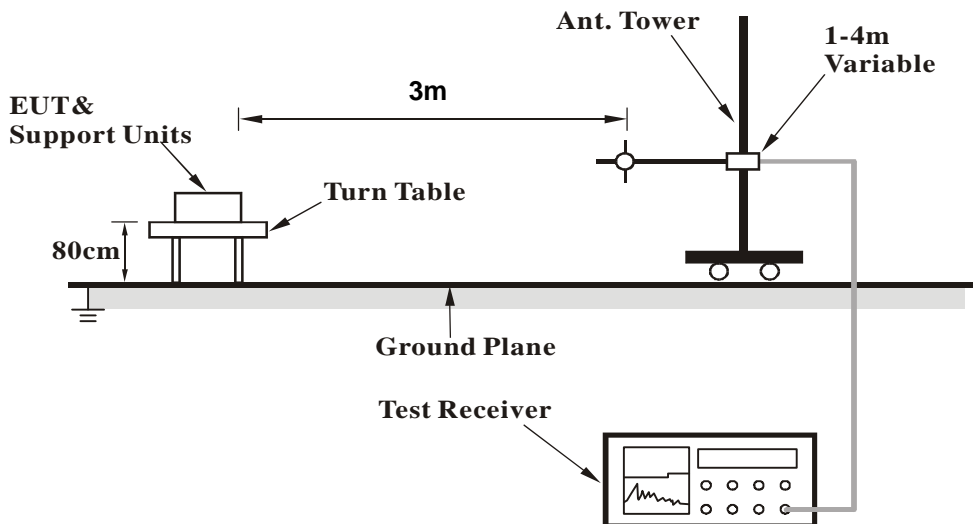 Ant. Tower
1-4m
Variable
3m
EUT&
Support Units
Turn Table
80cm
Ground Plane
Test Receiver